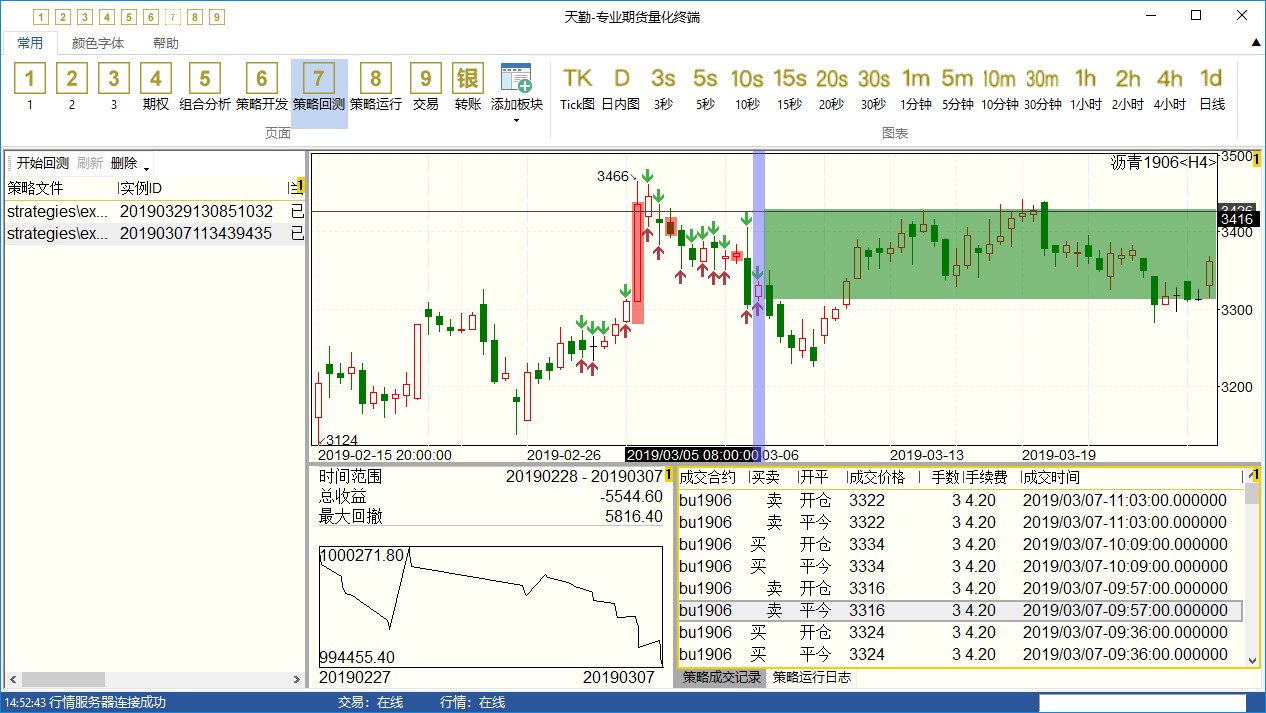 1 2 3 4 5 6 7 8 9
天勤-专业期货量化终端
常用 颜色字体 帮助
1 2 3 4 5 6 7 8 9 银 TK D 3s 5s 10s 15s 20s 30s 1m 5m 10m 30m 1h 2h 4h 1d
1 2 3 期权 组合分析 策略开发 策略回测 策略运行 交易 转账 添加板块 Tick图 日内图 3秒 5秒 10秒 15秒 20秒 30秒 1分钟 5分钟 10分钟 30分钟 1小时 2小时 4小时 日线
页面 图表
开始回测 刷新 删除
策略文件 实例ID 1
strategies\ex... 20190329130851032 已
strategies\ex... 20190307113439435 已
沥青1906<H4>
3500 1
3466
3416
3400
3300
3200
3124
2019-02-15 20:00:00 2019-02-26 2019/03/05 08:00:00 03-06 2019-03-13 2019-03-19
时间范围 20190228 - 20190307 1
总收益 -5544.60
最大回撤 5816.40
1000271.80
994455.40
20190227 20190307
成交合约 买卖 开平 成交价格 手数 手续费 成交时间 1
bu1906 卖 开仓 3322 3 4.20 2019/03/07-11:03:00.000000
bu1906 卖 平今 3322 3 4.20 2019/03/07-11:03:00.000000
bu1906 买 开仓 3334 3 4.20 2019/03/07-10:09:00.000000
bu1906 买 平今 3334 3 4.20 2019/03/07-10:09:00.000000
bu1906 卖 开仓 3316 3 4.20 2019/03/07-09:57:00.000000
bu1906 卖 平今 3316 3 4.20 2019/03/07-09:57:00.000000
bu1906 买 开仓 3324 3 4.20 2019/03/07-09:36:00.000000
bu1906 买 平今 3324 3 4.20 2019/03/07-09:36:00.000000
策略成交记录 策略运行日志
14:52:43 行情服务器连接成功 交易：在线 行情：在线